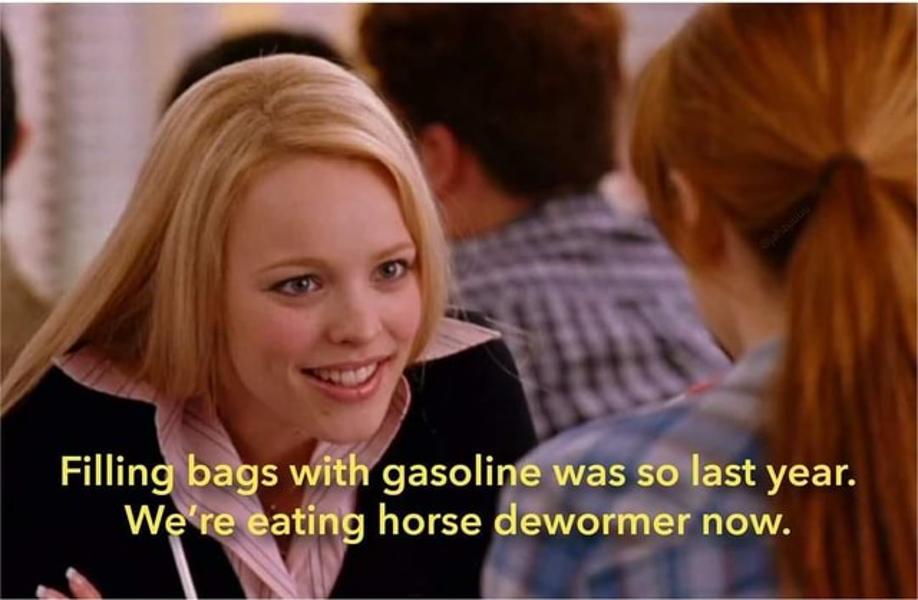 Filling bags with gasoline was so last year.
We're eating horse dewormer now.